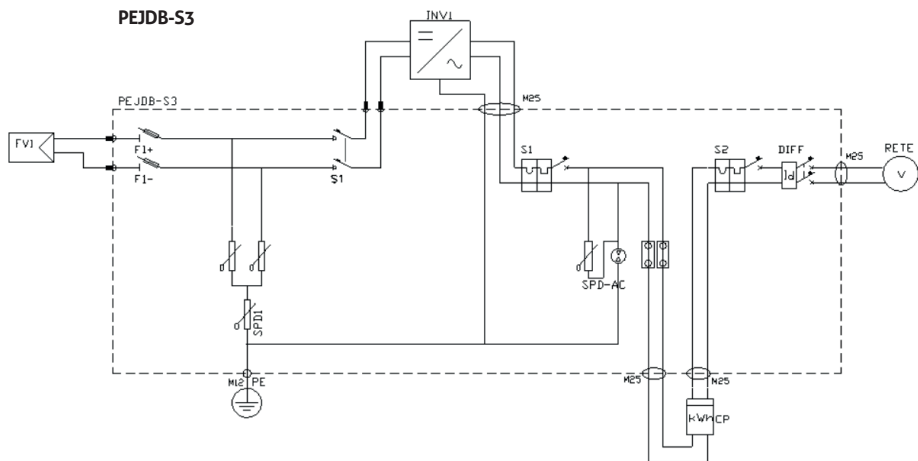 PEJDB-S3
INV1
PEJDB-S3
M25
FV1
F1+
F1-
S1
S1
S2
DIFF
Id
M25
RETE
V
SPD-AC
SPD1
M12
PE
M25
M25
kWh
CP